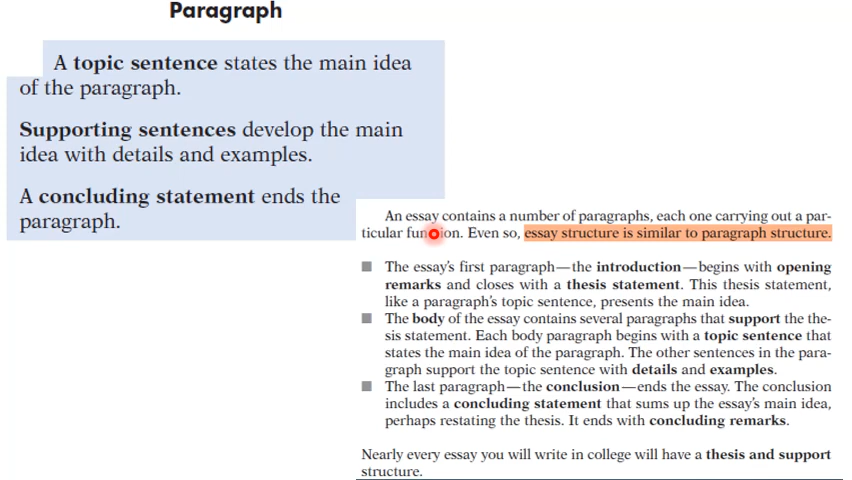 Paragraph
A topic sentence states the main idea
of the paragraph.
Supporting sentences develop the main
idea with details and examples.
A concluding statement ends the
paragraph.
An essay contains a number of paragraphs, each one carrying out a par-
ticular function. Even so, essay structure is similar to paragraph structure.
■ The essay's first paragraph—the introduction—begins with opening
remarks and closes with a thesis statement. This thesis statement,
like a paragraph's topic sentence, presents the main idea.
■ The body of the essay contains several paragraphs that support the the-
sis statement. Each body paragraph begins with a topic sentence that
states the main idea of the paragraph. The other sentences in the para-
graph support the topic sentence with details and examples.
■ The last paragraph—the conclusion—ends the essay. The conclusion
includes a concluding statement that sums up the essay's main idea,
perhaps restating the thesis. It ends with concluding remarks.
Nearly every essay you will write in college will have a thesis and support
structure.